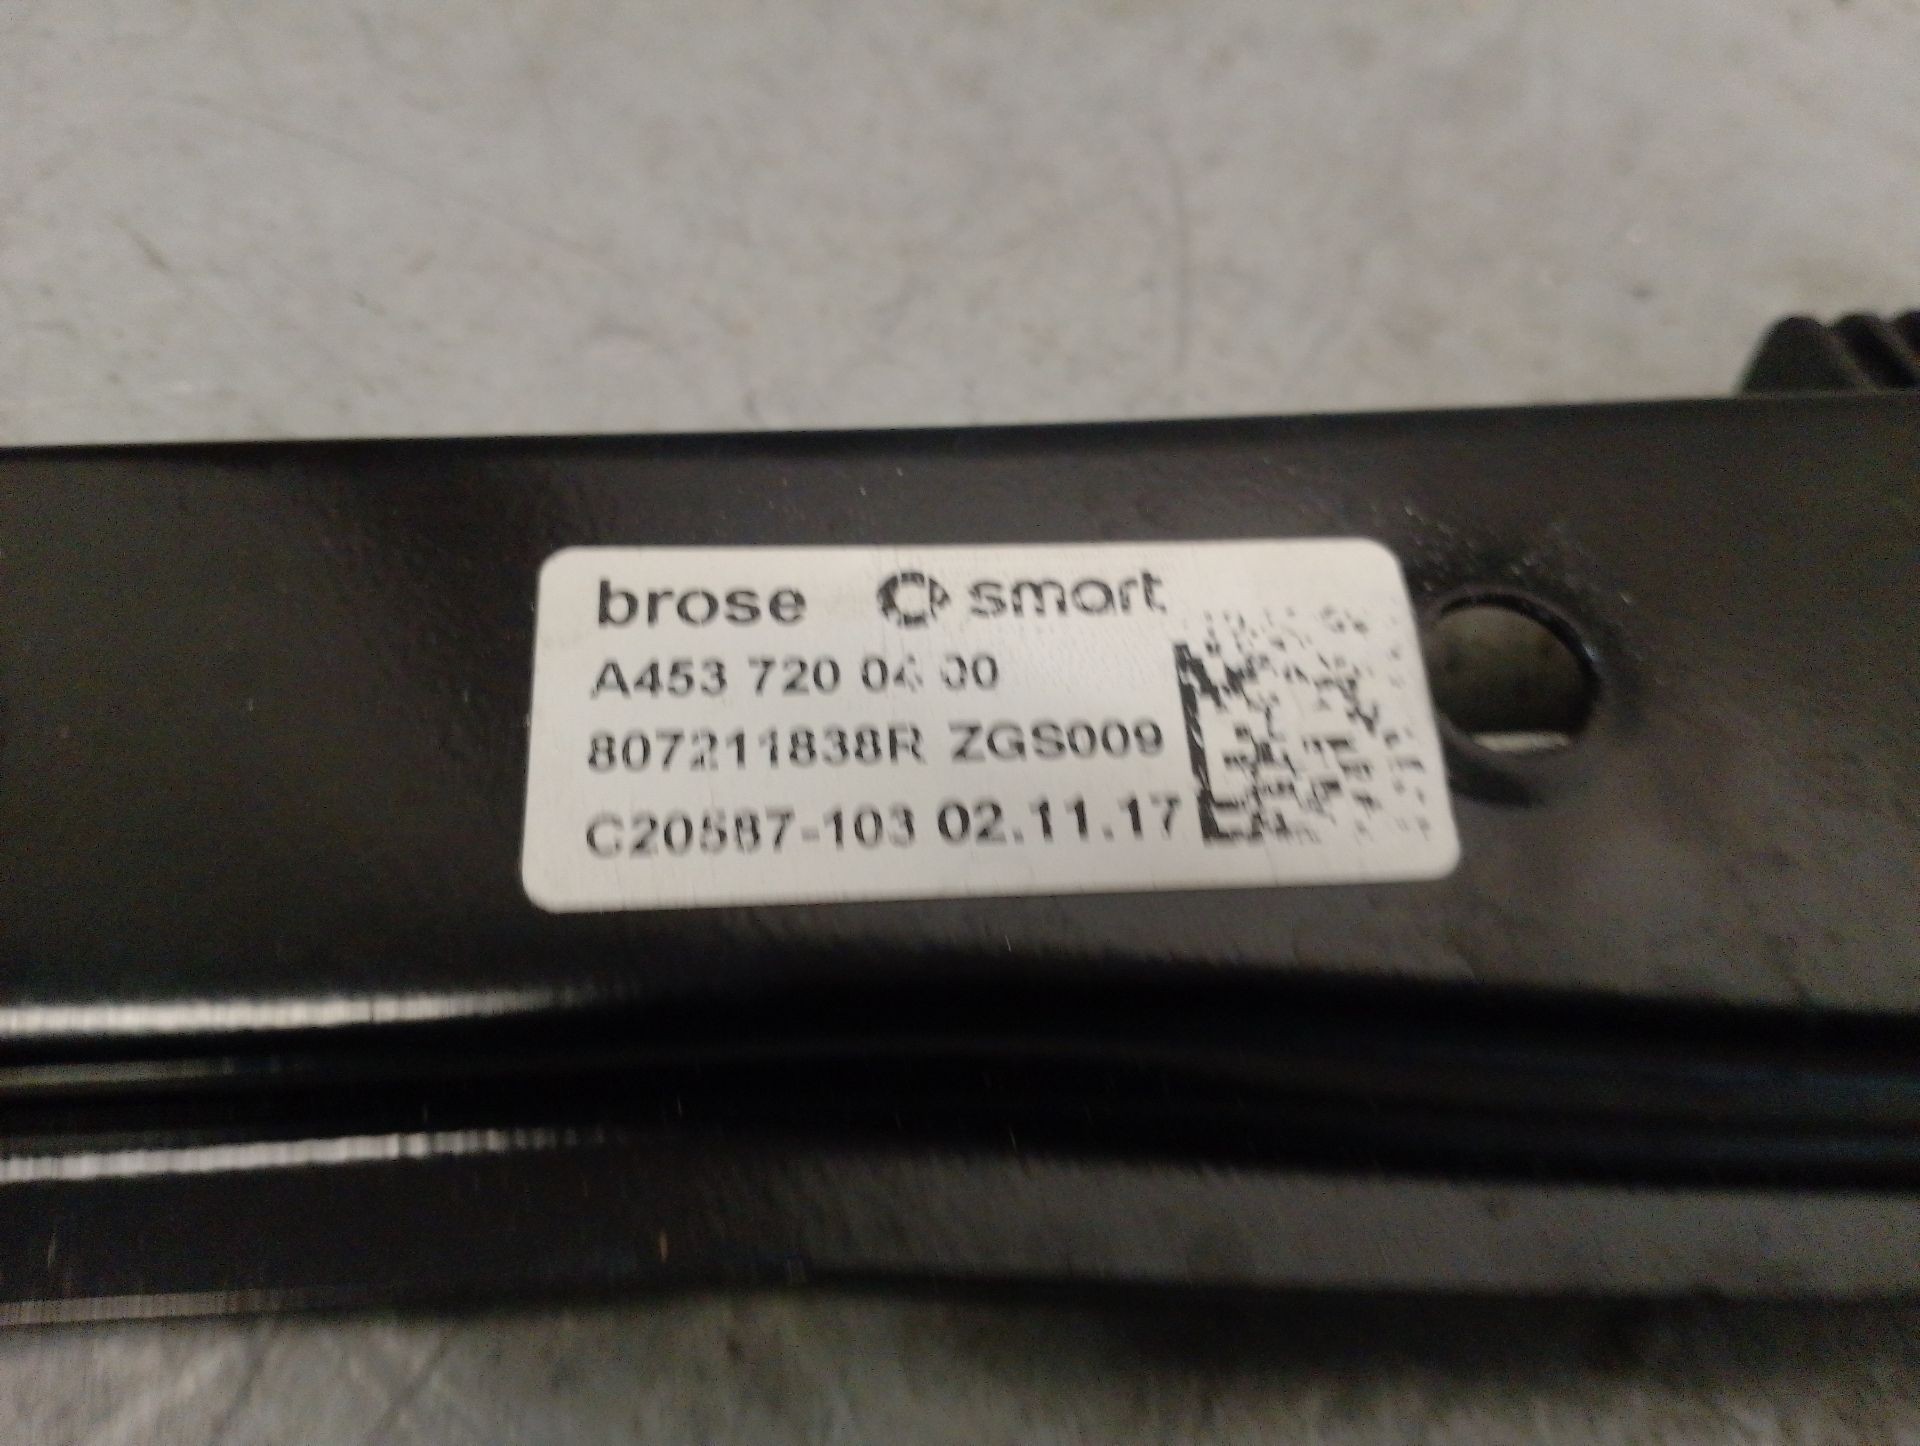 brose smart
A453 720 04 00
807211838R ZGS009
C20587-103 02.11.17